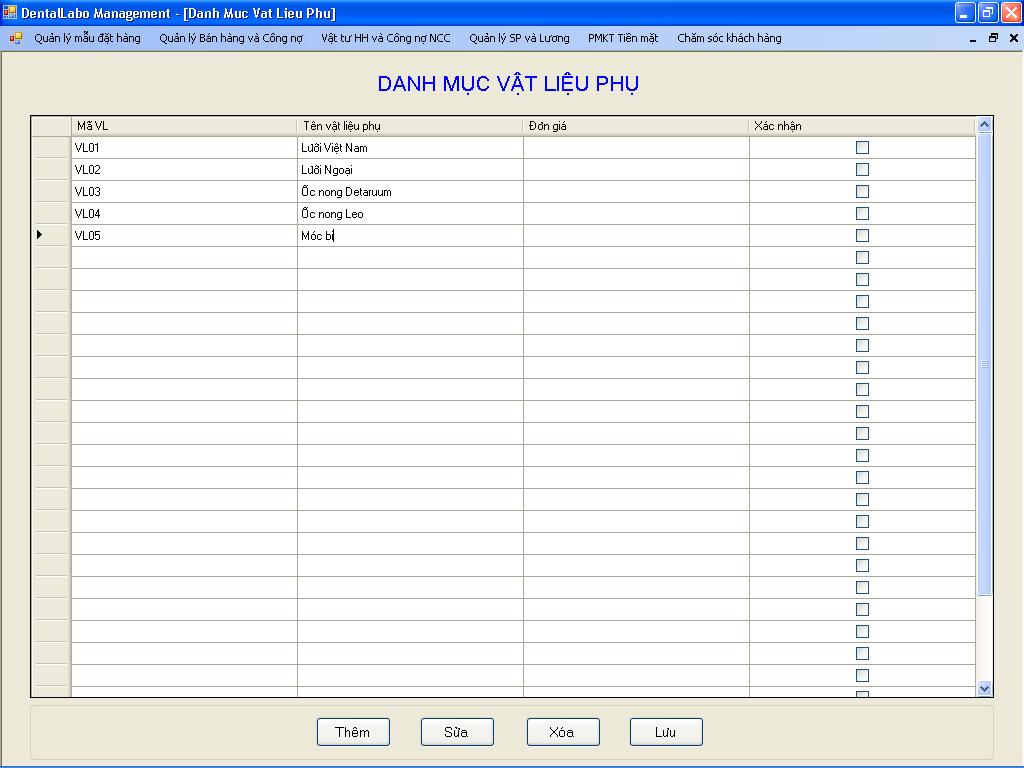 DentalLabo Management - [Danh Muc Vat Lieu Phu]
Quản lý mẫu đặt hàng Quản lý Bán hàng và Công nợ Vật tư HH và Công nợ NCC Quản lý SP và Lương PMKT Tiền mặt Chăm sóc khách hàng
DANH MỤC VẬT LIỆU PHỤ
Mã VL Tên vật liệu phụ Đơn giá Xác nhận
VL01 Lưỡi Việt Nam
VL02 Lưỡi Ngoại
VL03 Ốc nong Detaruum
VL04 Ốc nong Leo
VL05 Móc bi
Thêm Sửa Xóa Lưu